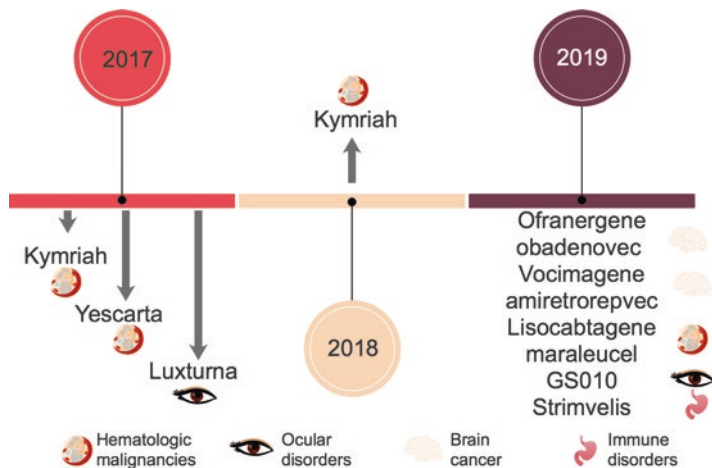 2017
2019
Kymriah
Kymriah
Yescarta
Luxturna
2018
Ofranergene
obadenovec
Vocimagene
amiretrorepvec
Lisocabtagene
maraleucel
GS010
Strimvelis
Hematologic
malignancies
Ocular
disorders
Brain
cancer
Immune
disorders